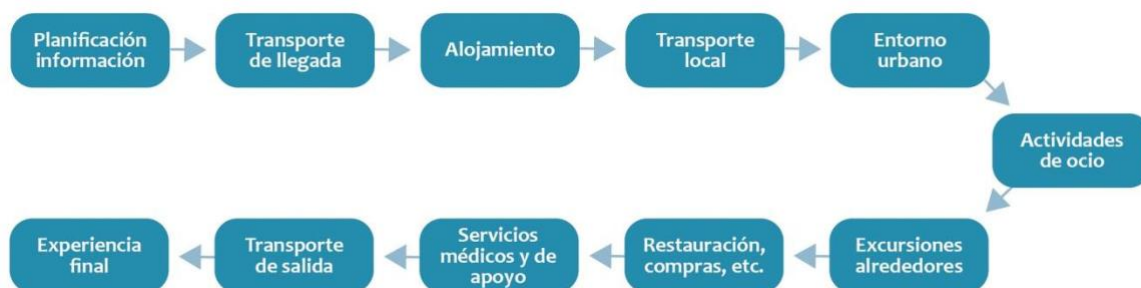 Planificación
información
Transporte
de llegada
Alojamiento
Transporte
local
Entorno
urbano
Actividades
de ocio
Excursiones
alrededores
Restauración,
compras, etc.
Servicios
médicos y de
apoyo
Transporte
de salida
Experiencia
final